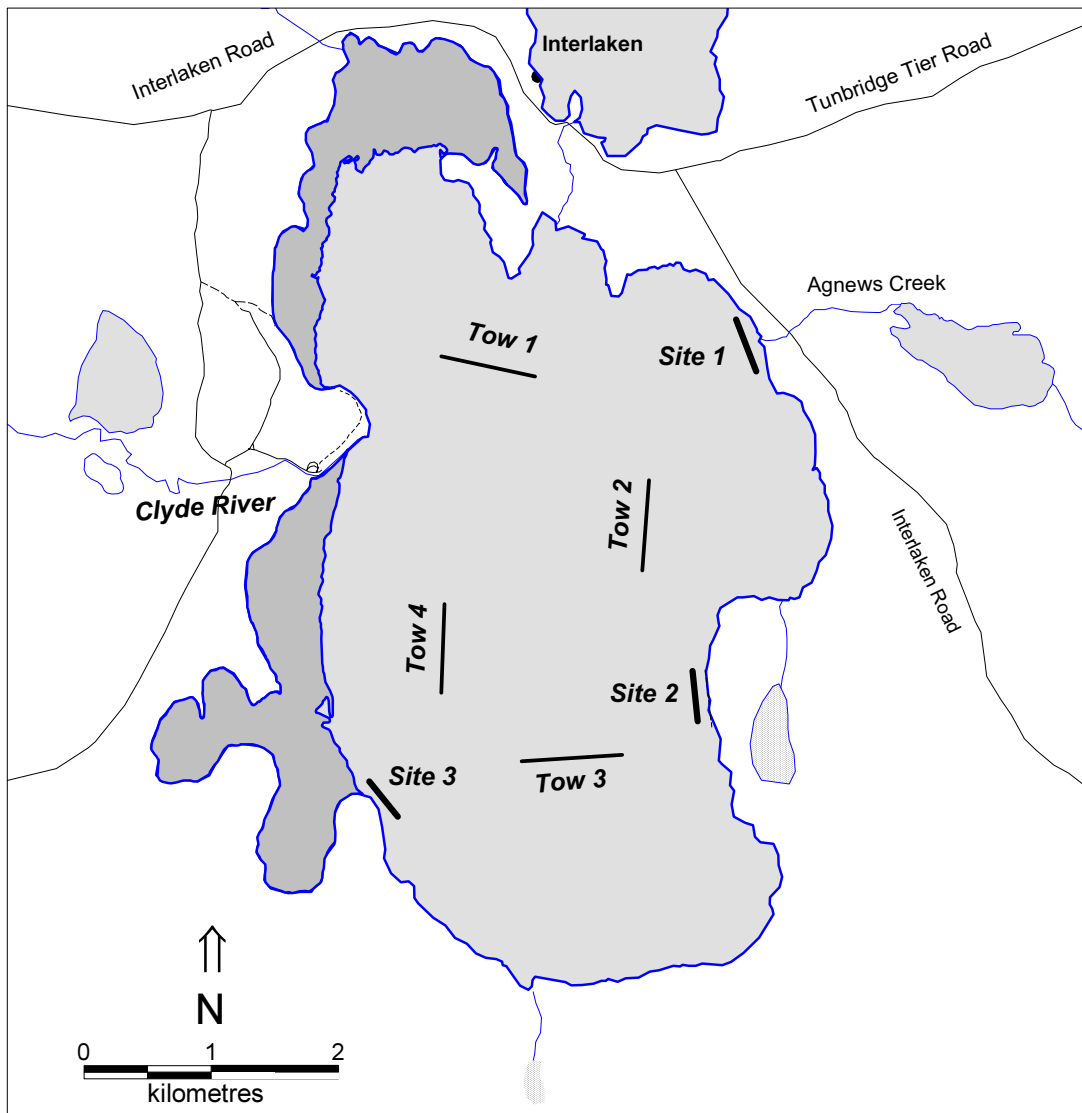 Interlaken Road
Interlaken
Tunbridge Tier Road
Agnews Creek
Tow 1
Site 1
Clyde River
Tow 2
Interlaken Road
Tow 4
Site 2
Site 3
Tow 3
N
0 1 2
kilometres